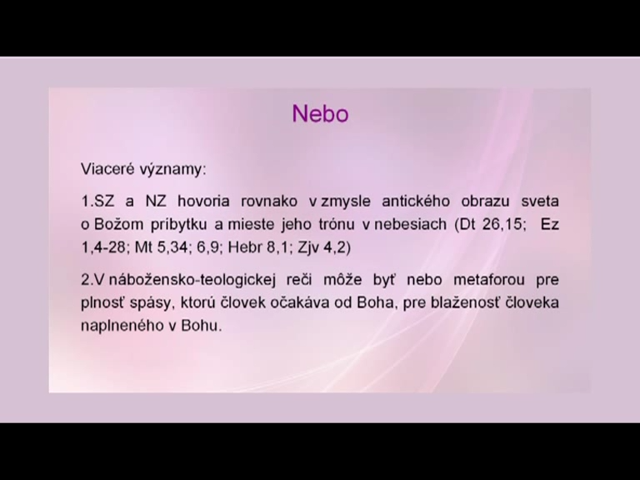 Nebo
Viaceré významy:
1.SZ a NZ hovoria rovnako v zmysle antického obrazu sveta
o Božom pribytku a mieste jeho trónu v nebesiach (Dt 26,15; Ez
1,4-28; Mt 5,34; 6,9; Hebr 8,1; Zjv 4,2)
2.V nábožensko-teologickej reči môže byť nebo metaforou pre
plnosť spásy, ktorú človek očakáva od Boha, pre blaženosť človeka
naplneného v Bohu.